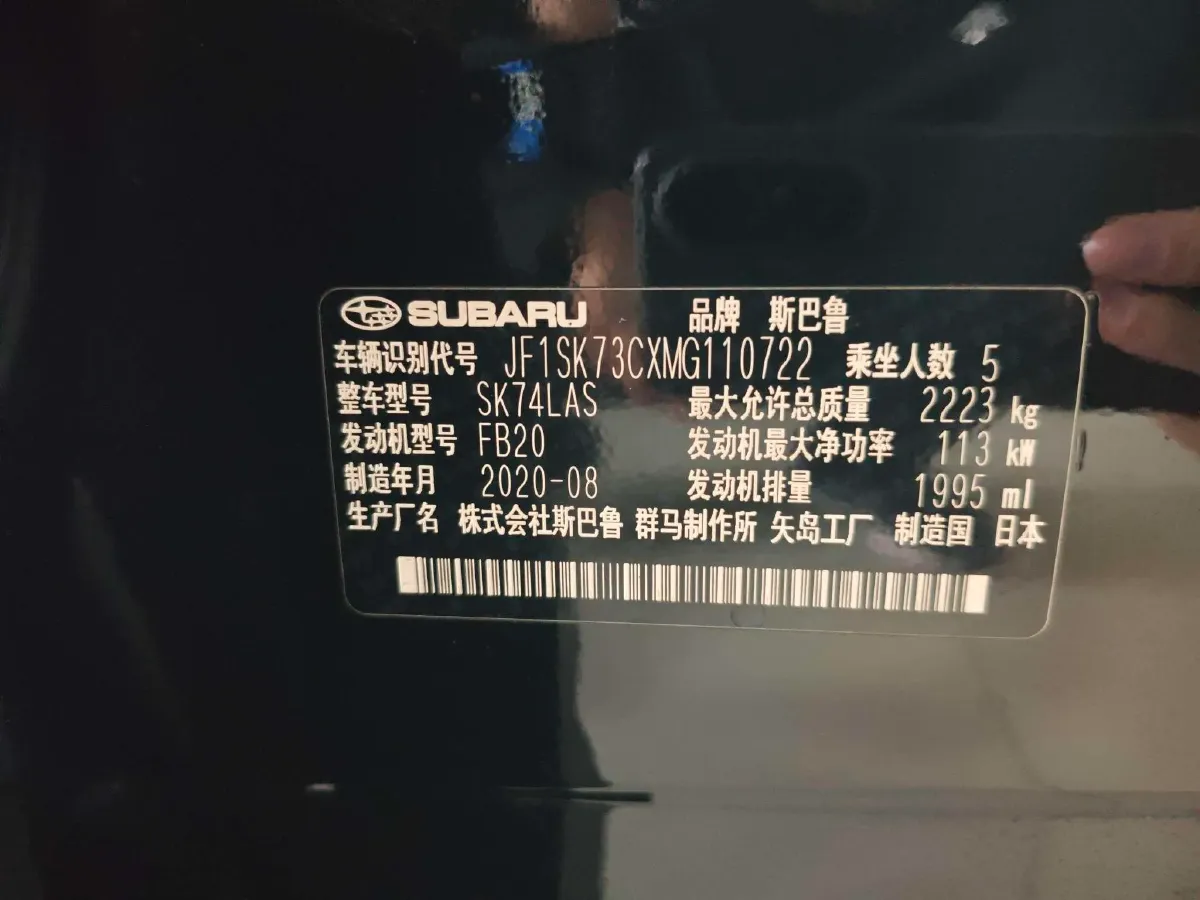 SUBARU 品牌 斯巴鲁
车辆识别代号 JF1SK73CXMG110722 乘坐人数 5
整车型号 SK74LAS 最大允许总质量 2223 kg
发动机型号 FB20 发动机最大净功率 113 kW
制造年月 2020-08 发动机排量 1995 ml
生产厂名 株式会社斯巴鲁 群马制作所 矢岛工厂 制造国 日本